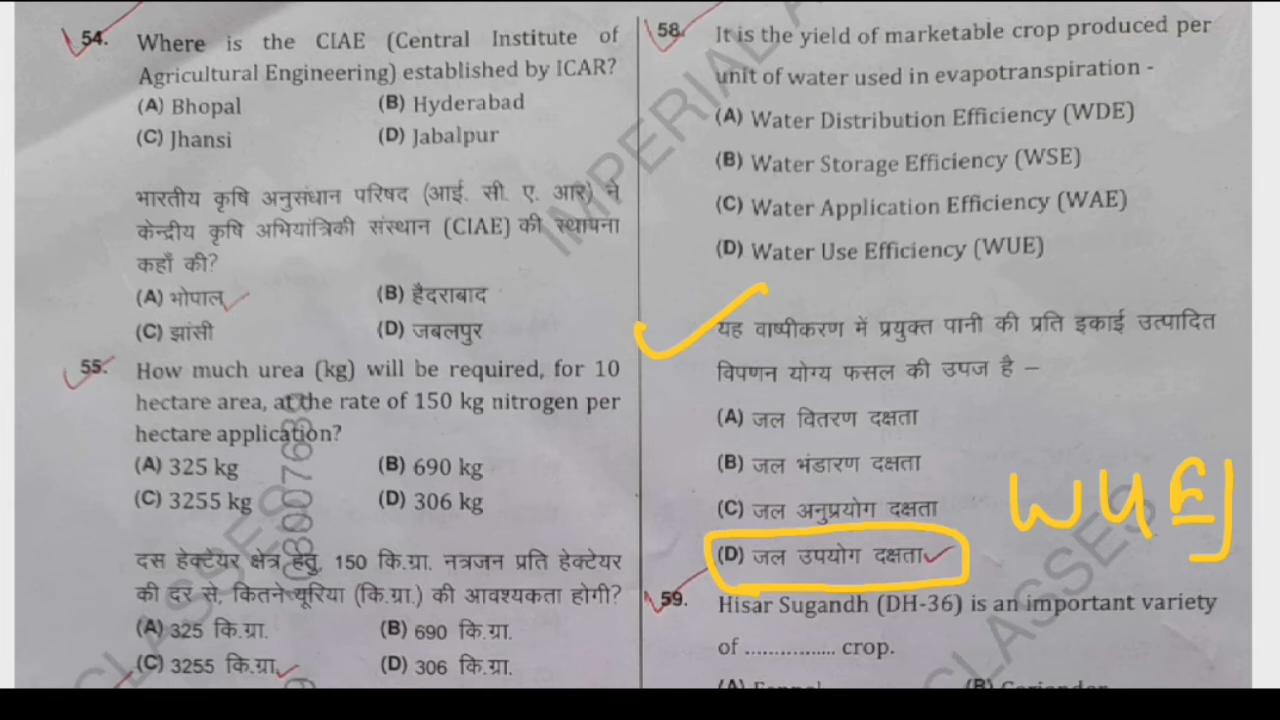 54. Where is the CIAE (Central Institute of
Agricultural Engineering) established by ICAR?
(A) Bhopal (B) Hyderabad
(C) Jhansi (D) Jabalpur
भारतीय कृषि अनुसंधान परिषद (आई. सी. ए. आर) ने
केन्द्रीय कृषि अभियांत्रिकी संस्थान (CIAE) की स्थापना
कहाँ की?
(A) भोपाल (B) हैदराबाद
(C) झांसी (D) जबलपुर
55. How much urea (kg) will be required, for 10
hectare area, at the rate of 150 kg nitrogen per
hectare application?
(A) 325 kg (B) 690 kg
(C) 3255 kg (D) 306 kg
दस हेक्टेयर क्षेत्र हेतु, 150 कि.ग्रा. नत्रजन प्रति हेक्टेयर
की दर से, कितने यूरिया (कि.ग्रा.) की आवश्यकता होगी?
(A) 325 कि.ग्रा. (B) 690 कि.ग्रा.
(C) 3255 कि.ग्रा. (D) 306 कि.ग्रा.
58. It is the yield of marketable crop produced per
unit of water used in evapotranspiration -
(A) Water Distribution Efficiency (WDE)
(B) Water Storage Efficiency (WSE)
(C) Water Application Efficiency (WAE)
(D) Water Use Efficiency (WUE)
यह वाष्पीकरण में प्रयुक्त पानी की प्रति इकाई उत्पादित
विपणन योग्य फसल की उपज है –
(A) जल वितरण दक्षता
(B) जल भंडारण दक्षता
(C) जल अनुप्रयोग दक्षता
(D) जल उपयोग दक्षता
WUE
59. Hisar Sugandh (DH-36) is an important variety
of ............... crop.
IMPERIAL
CLASSES
CLASSES